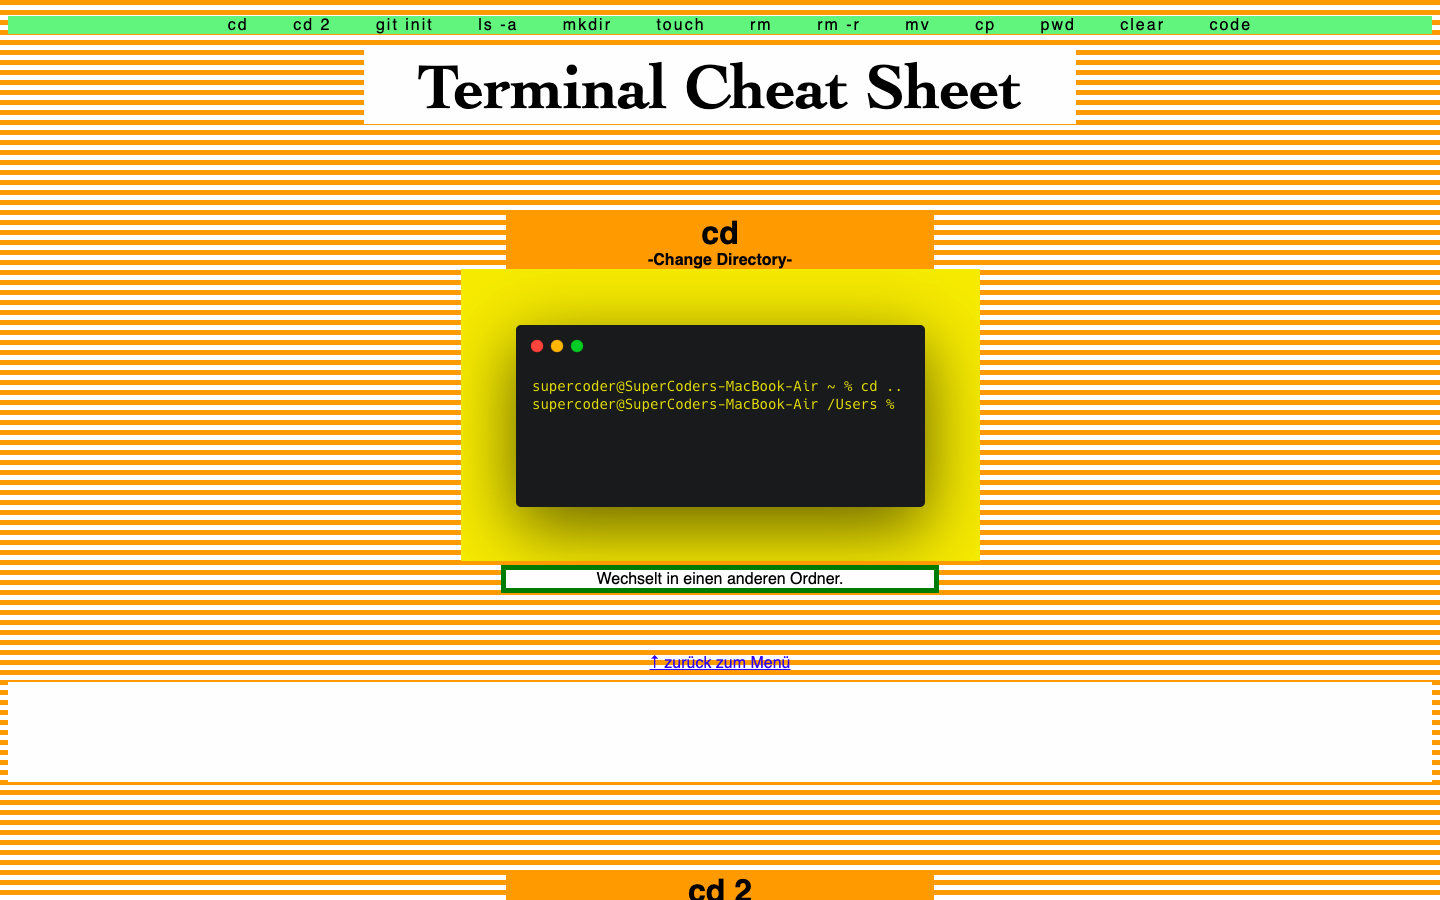 cd cd 2 git init ls -a mkdir touch rm rm -r mv cp pwd clear code
Terminal Cheat Sheet
cd
-Change Directory-
supercoder@SuperCoders-MacBook-Air ~ % cd ..
supercoder@SuperCoders-MacBook-Air /Users %
Wechselt in einen anderen Ordner.
↑ zurück zum Menü
cd 2